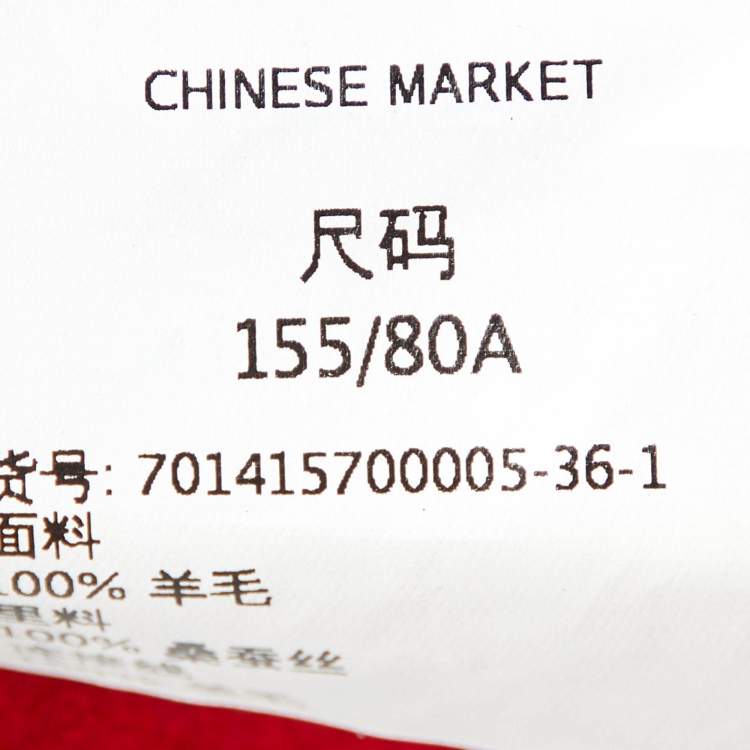 CHINESE MARKET
尺码
155/80A
货号: 701415700005-36-1
面料
100% 羊毛
里料
100% 桑蚕丝